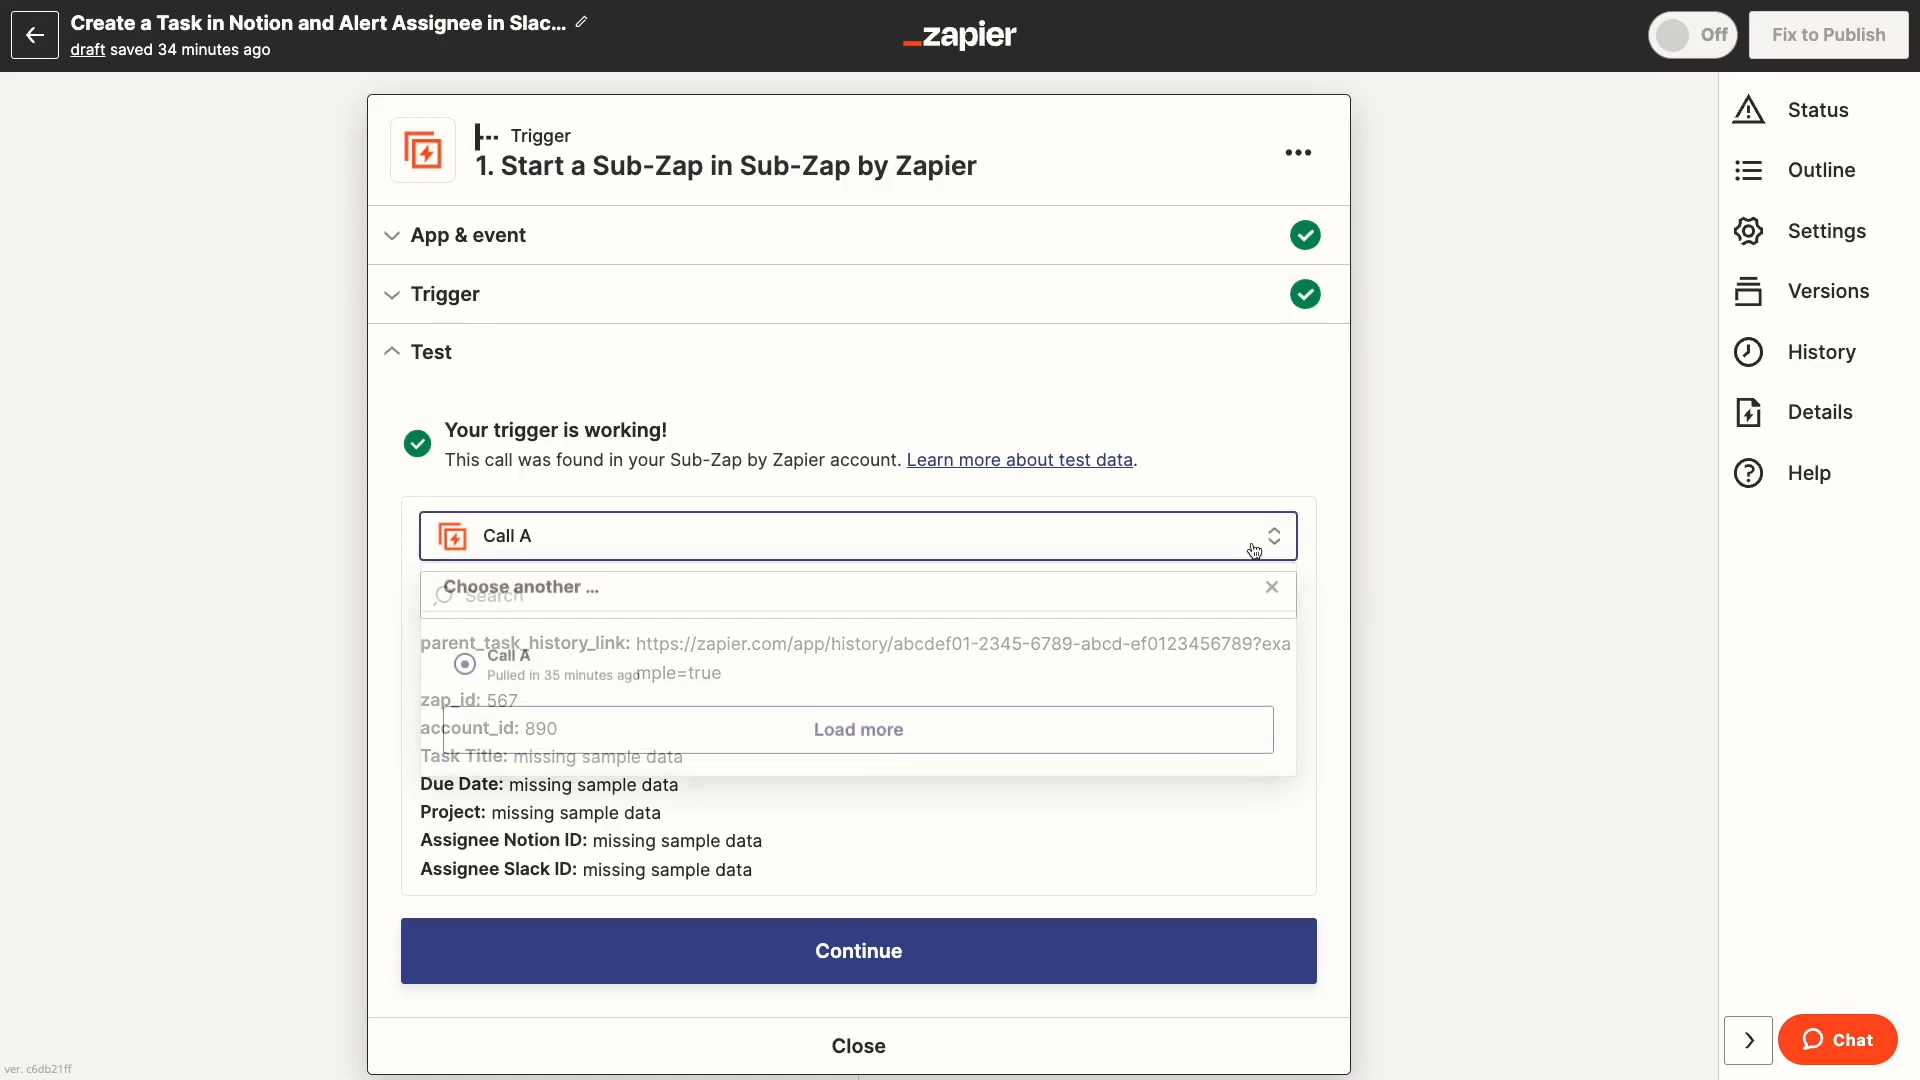 Create a Task in Notion and Alert Assignee in Slac...
draft saved 34 minutes ago
zapier
Off
Fix to Publish
Trigger
1. Start a Sub-Zap in Sub-Zap by Zapier
App & event
Trigger
Test
Your trigger is working!
This call was found in your Sub-Zap by Zapier account. Learn more about test data.
Call A
Choose another ...
Search
parent_task_history_link: https://zapier.com/app/history/abcdef01-2345-6789-abcd-ef0123456789?exa
mple=true
Call A
Pulled in 35 minutes ago
zap_id: 567
account_id: 890
Load more
Task Title: missing sample data
Due Date: missing sample data
Project: missing sample data
Assignee Notion ID: missing sample data
Assignee Slack ID: missing sample data
Continue
Close
Status
Outline
Settings
Versions
History
Details
Help
Chat
ver. c6db21ff